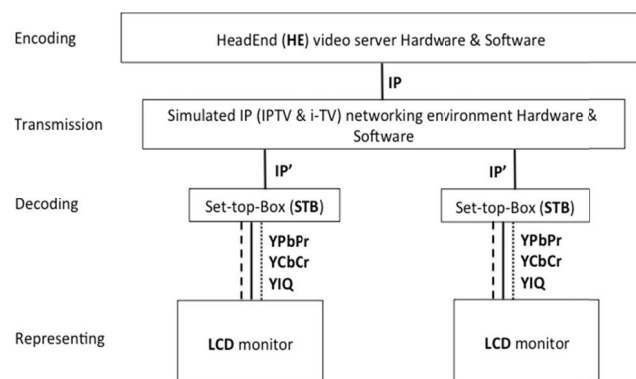 Encoding
HeadEnd (HE) video server Hardware & Software
IP
Transmission
Simulated IP (IPTV & i-TV) networking environment Hardware &
Software
IP' IP'
Decoding
Set-top-Box (STB) Set-top-Box (STB)
YPbPr YPbPr
YCbCr YCbCr
YIQ YIQ
Representing
LCD monitor LCD monitor